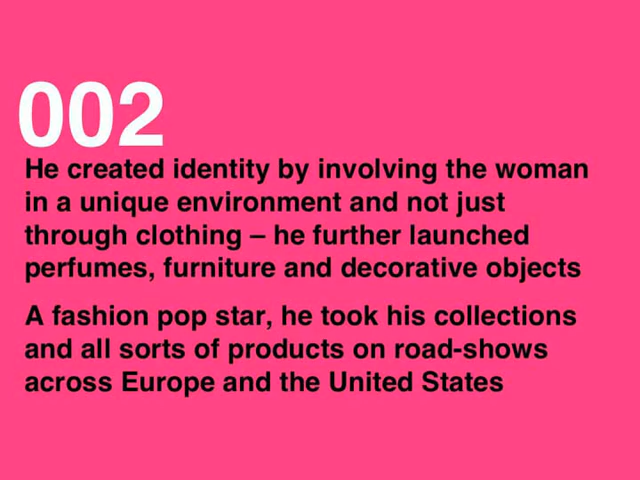 002
He created identity by involving the woman
in a unique environment and not just
through clothing – he further launched
perfumes, furniture and decorative objects
A fashion pop star, he took his collections
and all sorts of products on road-shows
across Europe and the United States